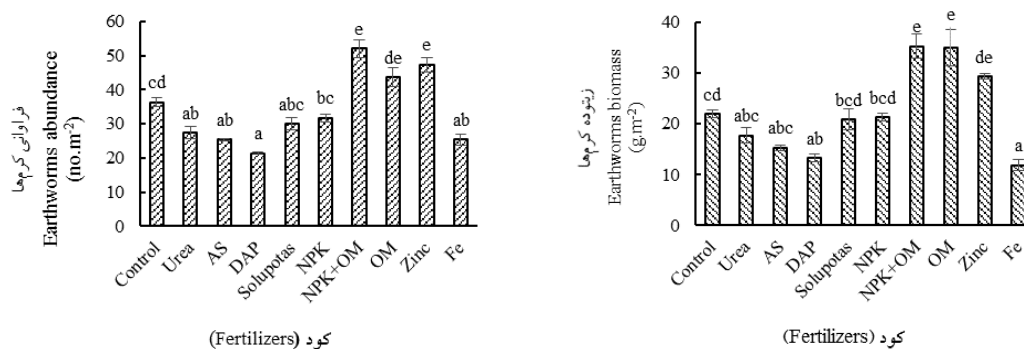 فراوانی کرم‌ها
Earthworms abundance
(no.m-2)
60
50
40
30
20
10
0
cd
ab
ab
a
abc
bc
e
de
e
ab
Control
Urea
AS
DAP
Solupotas
NPK
NPK+OM
OM
Zinc
Fe
کود (Fertilizers)
زیتوده کرم‌ها
Earthworms biomass
(g.m-2)
40
30
20
10
0
cd
abc
abc
ab
bcd
bcd
e
e
de
a
Control
Urea
AS
DAP
Solupotas
NPK
NPK+OM
OM
Zinc
Fe
کود (Fertilizers)